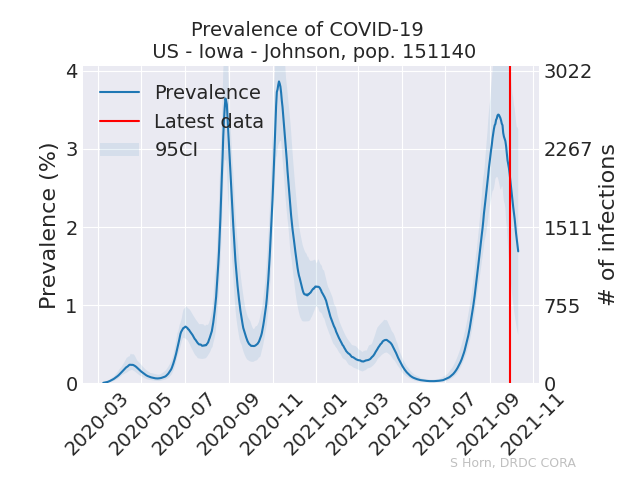 Prevalence of COVID-19
US - Iowa - Johnson, pop. 151140
Prevalence
Latest data
95CI
Prevalence (%)
4
3
2
1
0
3022
2267
1511
755
0
# of infections
2020-03
2020-05
2020-07
2020-09
2020-11
2021-01
2021-03
2021-05
2021-07
2021-09
2021-11
S Horn, DRDC CORA